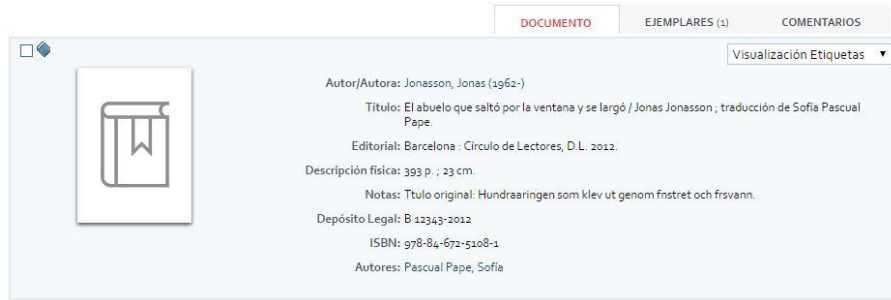 DOCUMENTO EJEMPLARES (1) COMENTARIOS
Visualización Etiquetas
Autor/Autora: Jonasson, Jonas (1962-)
Título: El abuelo que saltó por la ventana y se largó / Jonas Jonasson ; traducción de Sofía Pascual
Pape.
Editorial: Barcelona : Círculo de Lectores, D.L. 2012.
Descripción física: 393 p. ; 23 cm.
Notas: Ttulo original: Hundraaringen som klev ut genom fnstret och frsvann.
Depósito Legal: B 12343-2012
ISBN: 978-84-672-5108-1
Autores: Pascual Pape, Sofía